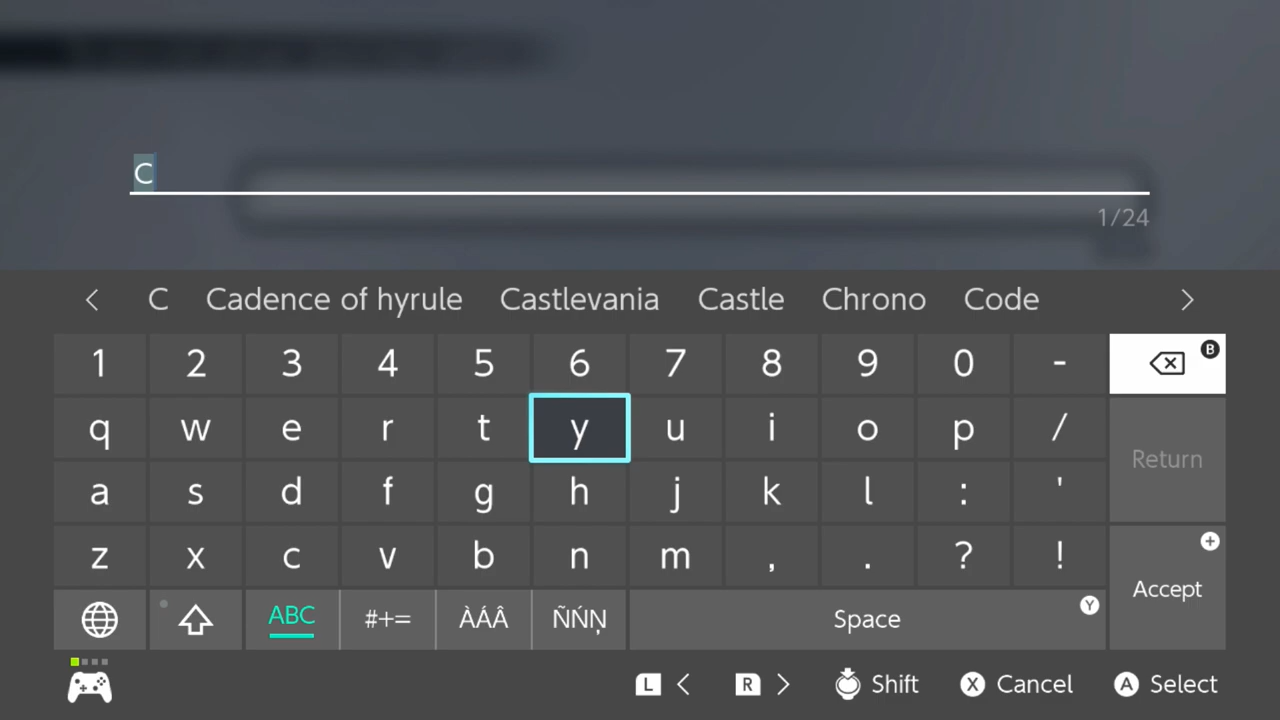 C
1/24
C Cadence of hyrule Castlevania Castle Chrono Code
1 2 3 4 5 6 7 8 9 0 - B
q w e r t y u i o p /
Return
a s d f g h j k l : '
z x c v b n m , . ? ! +
Accept
ABC #+= ÀÁÂ ÑŃŅ Space Y
L R Shift X Cancel A Select